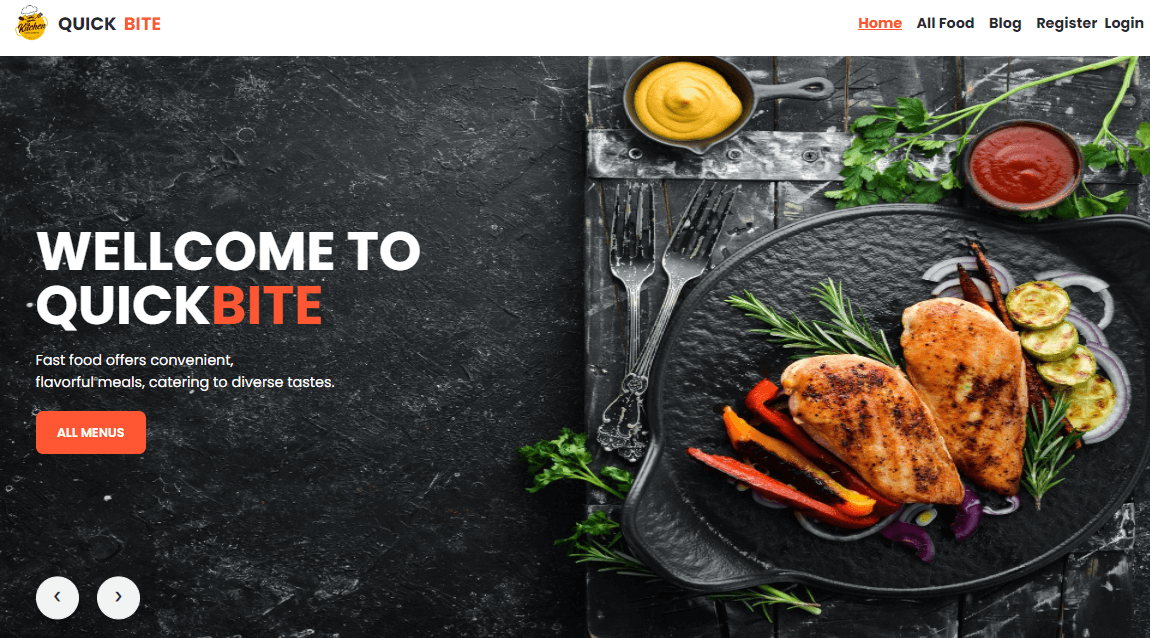 Kitchen
QUICK BITE
Home All Food Blog Register Login
WELLCOME TO
QUICKBITE
Fast food offers convenient,
flavorful meals, catering to diverse tastes.
ALL MENUS